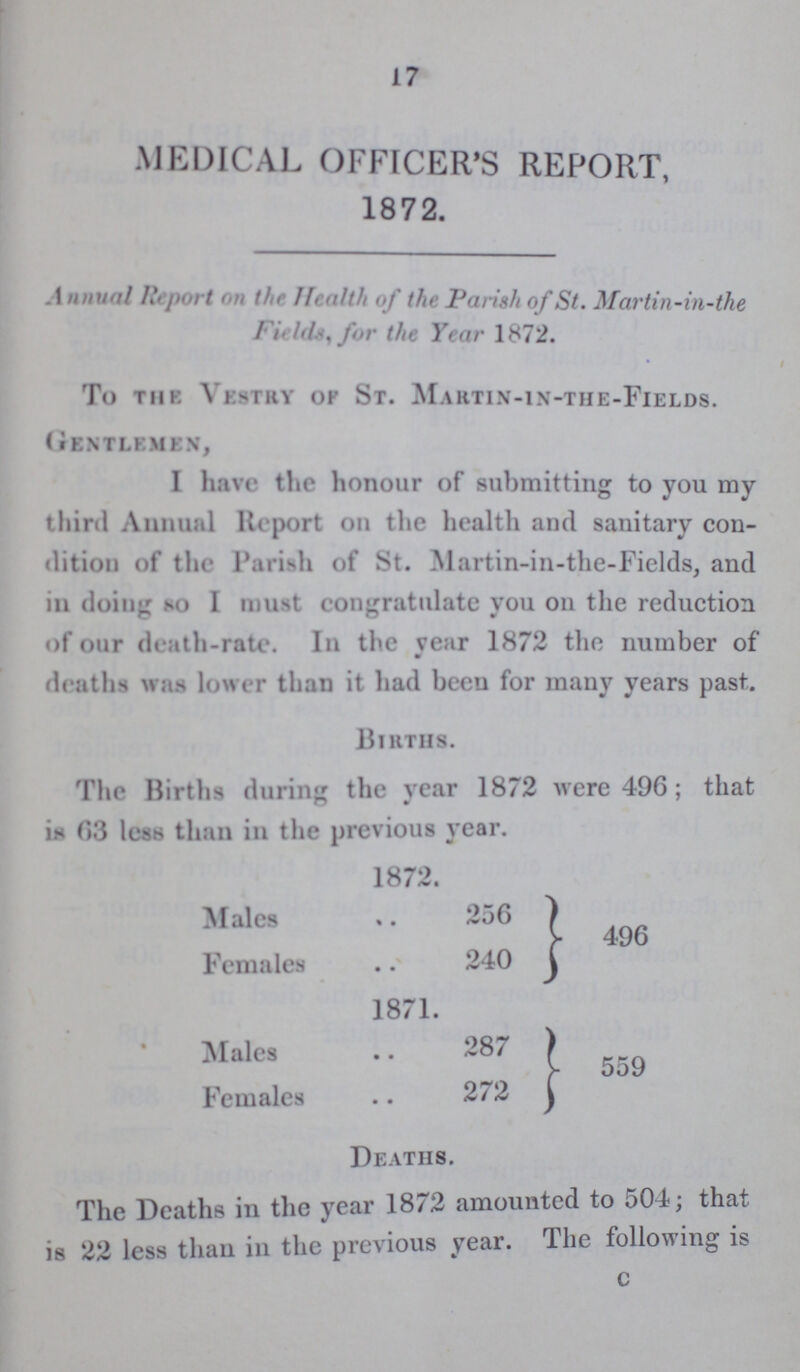 17
MEDICAL OFFICER'S REPORT,
1872.
Annual Report on the Health of the Parish of St. Martin-in-the
Fields, for the Year 1872.
To the Vestry of St. Martin-in-the-Fields.
Gentlemen,
I have the honour of submitting to you my
third Annual Report on the health and sanitary con-
dition of the Parish of St. Martin-in-the-Fields, and
in doing so I must congratulate you on the reduction
of our death-rate. In the year 1872 the number of
deaths was lower than it had been for many years past.
Births.
The Births during the year 1872 were 496; that
is 63 less than in the previous year.
1872.
Males .. 256
496
Females .. 240
1871.
Males .. 287
559
Females .. 272
Deaths.
The Deaths in the year 1872 amounted to 504; that
is 22 less than in the previous year. The following is
C